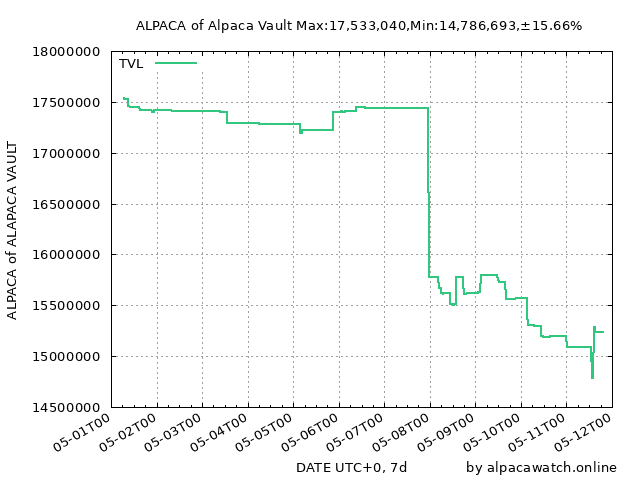 ALPACA of Alpaca Vault Max:17,533,040,Min:14,786,693,±15.66%
18000000
TVL
17500000
17000000
16500000
16000000
15500000
15000000
14500000
ALPACA of ALAPACA VAULT
05-01T00
05-02T00
05-03T00
05-04T00
05-05T00
05-06T00
05-07T00
05-08T00
05-09T00
05-10T00
05-11T00
05-12T00
DATE UTC+0, 7d
by alpacawatch.online